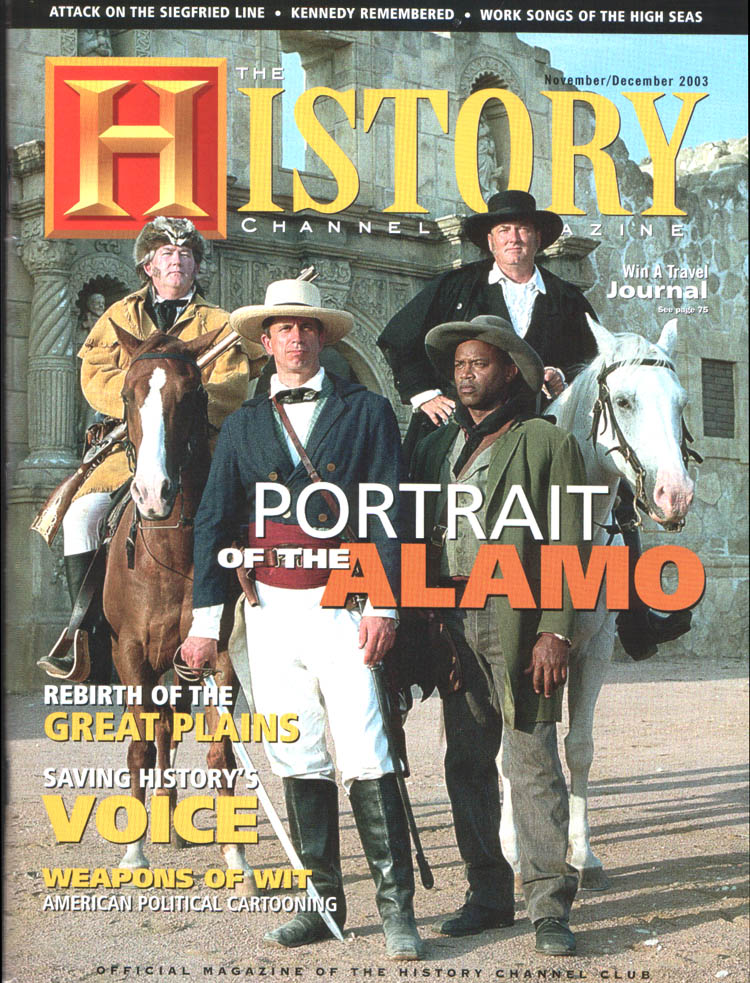 ATTACK ON THE SIEGFRIED LINE • KENNEDY REMEMBERED • WORK SONGS OF THE HIGH SEAS
November/December 2003
THE
H HISTORY
CHANNEL MAGAZINE
Win A Travel
Journal
See page 75
PORTRAIT
OF THE ALAMO
REBIRTH OF THE
GREAT PLAINS
SAVING HISTORY'S
VOICE
WEAPONS OF WIT
AMERICAN POLITICAL CARTOONING
OFFICIAL MAGAZINE OF THE HISTORY CHANNEL CLUB